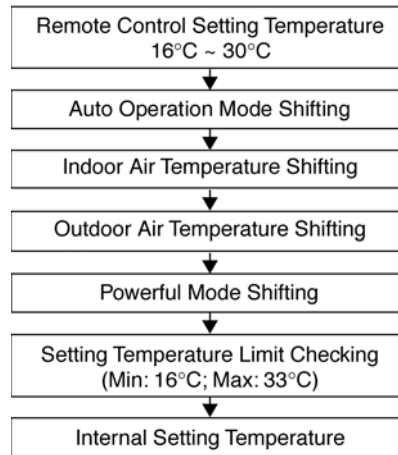 Remote Control Setting Temperature
16°C ~ 30°C
Auto Operation Mode Shifting
Indoor Air Temperature Shifting
Outdoor Air Temperature Shifting
Powerful Mode Shifting
Setting Temperature Limit Checking
(Min: 16°C; Max: 33°C)
Internal Setting Temperature